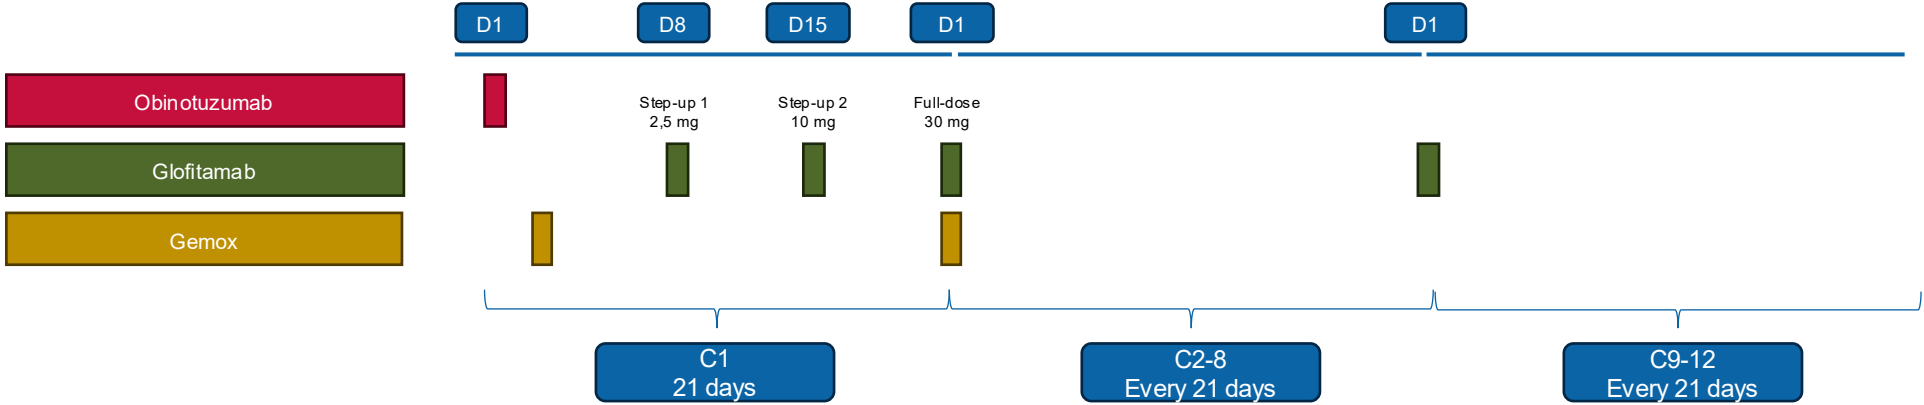 D1
D8
D15
D1
D1
Obinotuzumab
Step-up 1
2,5 mg
Step-up 2
10 mg
Full-dose
30 mg
Glofitamab
Gemox
C1
21 days
C2-8
Every 21 days
C9-12
Every 21 days